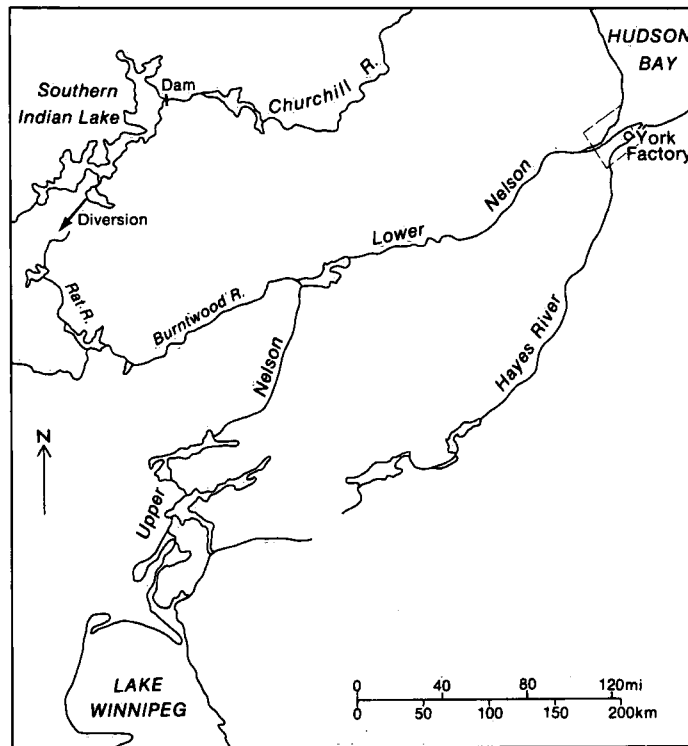 HUDSON
BAY
Southern
Indian Lake
Dam
Churchill R.
York
Factory
Nelson
Diversion
Lower
Rat R.
Burntwood R.
Nelson
Hayes River
N
Upper
LAKE
WINNIPEG
0 40 80 120mi
0 50 100 150 200km